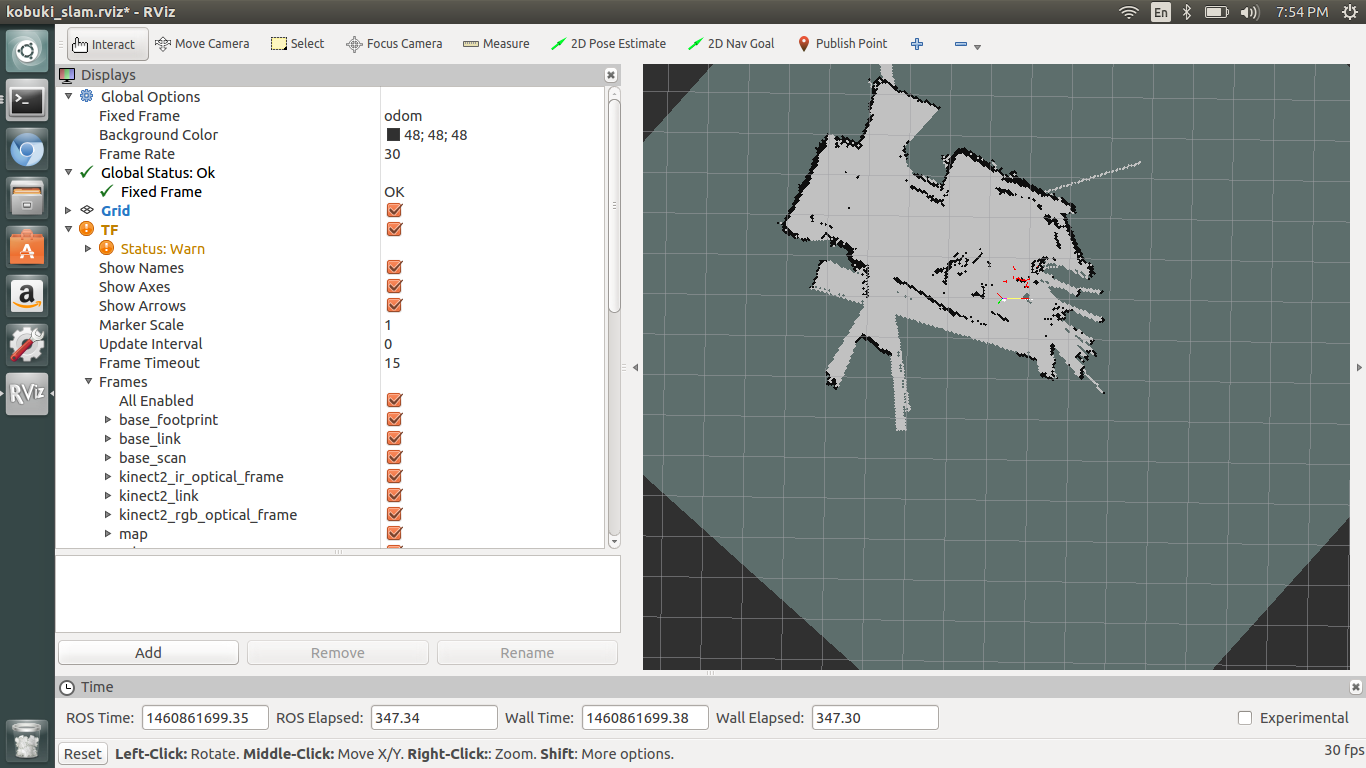 kobuki_slam.rviz* - RViz
En
7:54 PM
Interact Move Camera Select Focus Camera Measure 2D Pose Estimate 2D Nav Goal Publish Point
Displays
Global Options
Fixed Frame odom
Background Color 48; 48; 48
Frame Rate 30
Global Status: Ok
Fixed Frame OK
Grid
TF
Status: Warn
Show Names
Show Axes
Show Arrows
Marker Scale 1
Update Interval 0
Frame Timeout 15
Frames
All Enabled
base_footprint
base_link
base_scan
kinect2_ir_optical_frame
kinect2_link
kinect2_rgb_optical_frame
map
Add Remove Rename
Time
ROS Time: 1460861699.35 ROS Elapsed: 347.34 Wall Time: 1460861699.38 Wall Elapsed: 347.30 Experimental
Reset Left-Click: Rotate. Middle-Click: Move X/Y. Right-Click:: Zoom. Shift: More options. 30 fps
RViz
a